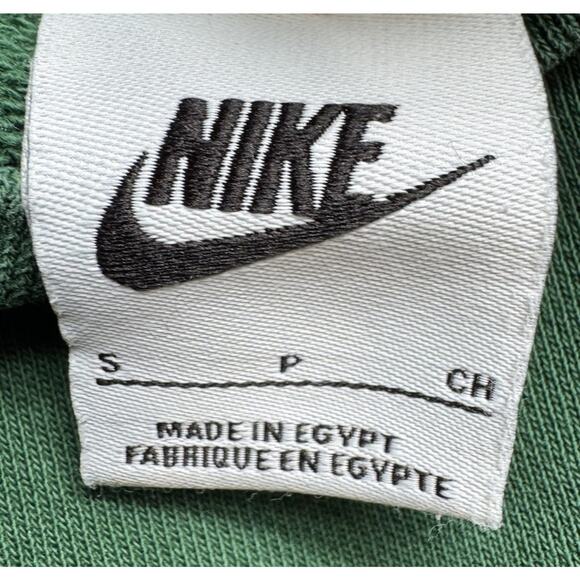 NIKE
S P CH
MADE IN EGYPT
FABRIQUE EN EGYPTE